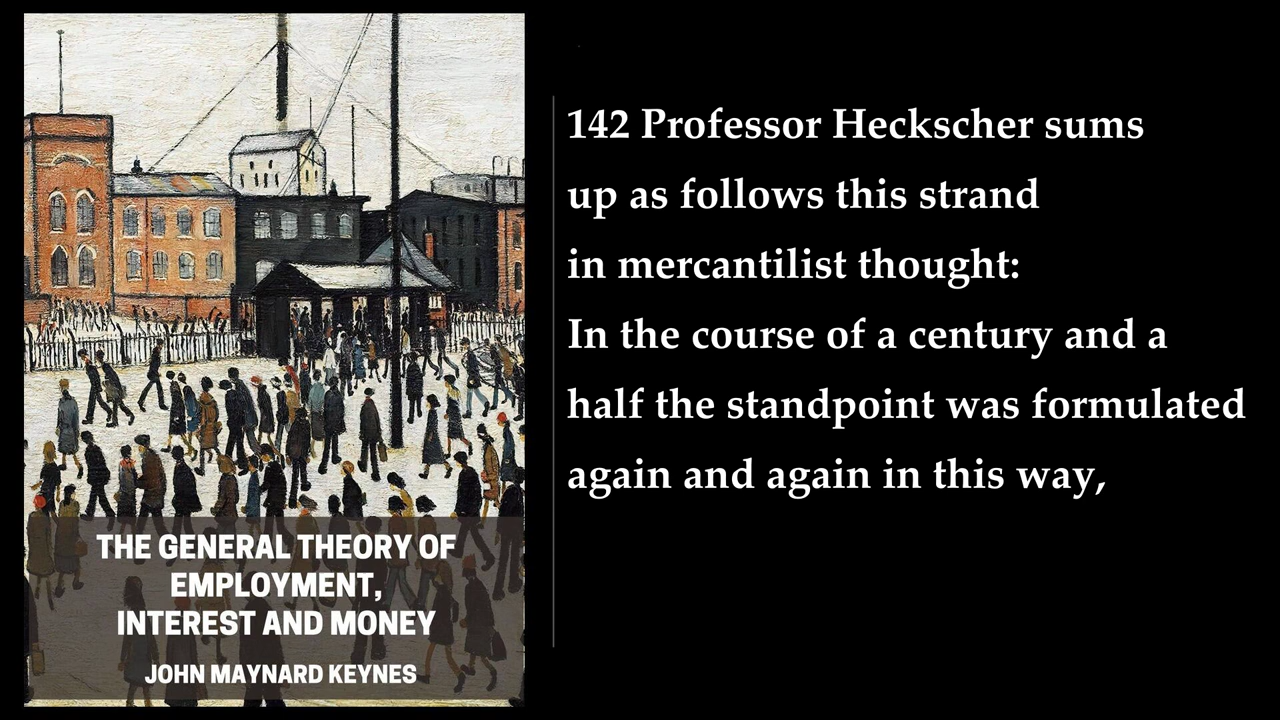 THE GENERAL THEORY OF
EMPLOYMENT,
INTEREST AND MONEY
JOHN MAYNARD KEYNES
142 Professor Heckscher sums
up as follows this strand
in mercantilist thought:
In the course of a century and a
half the standpoint was formulated
again and again in this way,